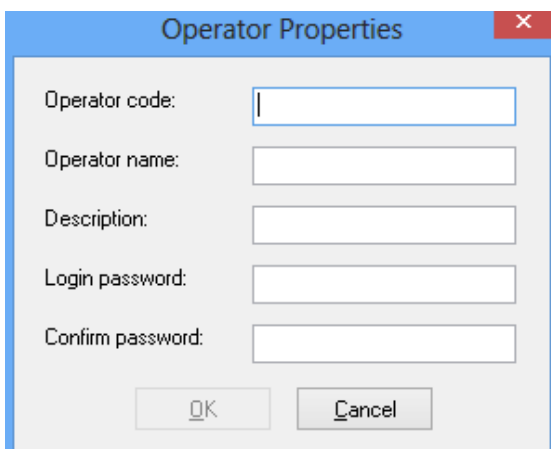 Operator Properties
Operator code:
Operator name:
Description:
Login password:
Confirm password:
OK Cancel